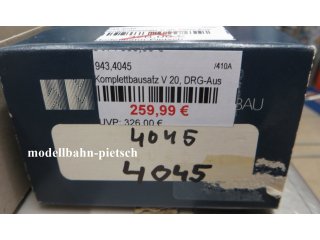 943,4045 /410A
Komplettbausatz V 20, DRG-Aus
259,99 €
UVP: 326,00 €
BAU
4045
modellbahn-pietsch
4045